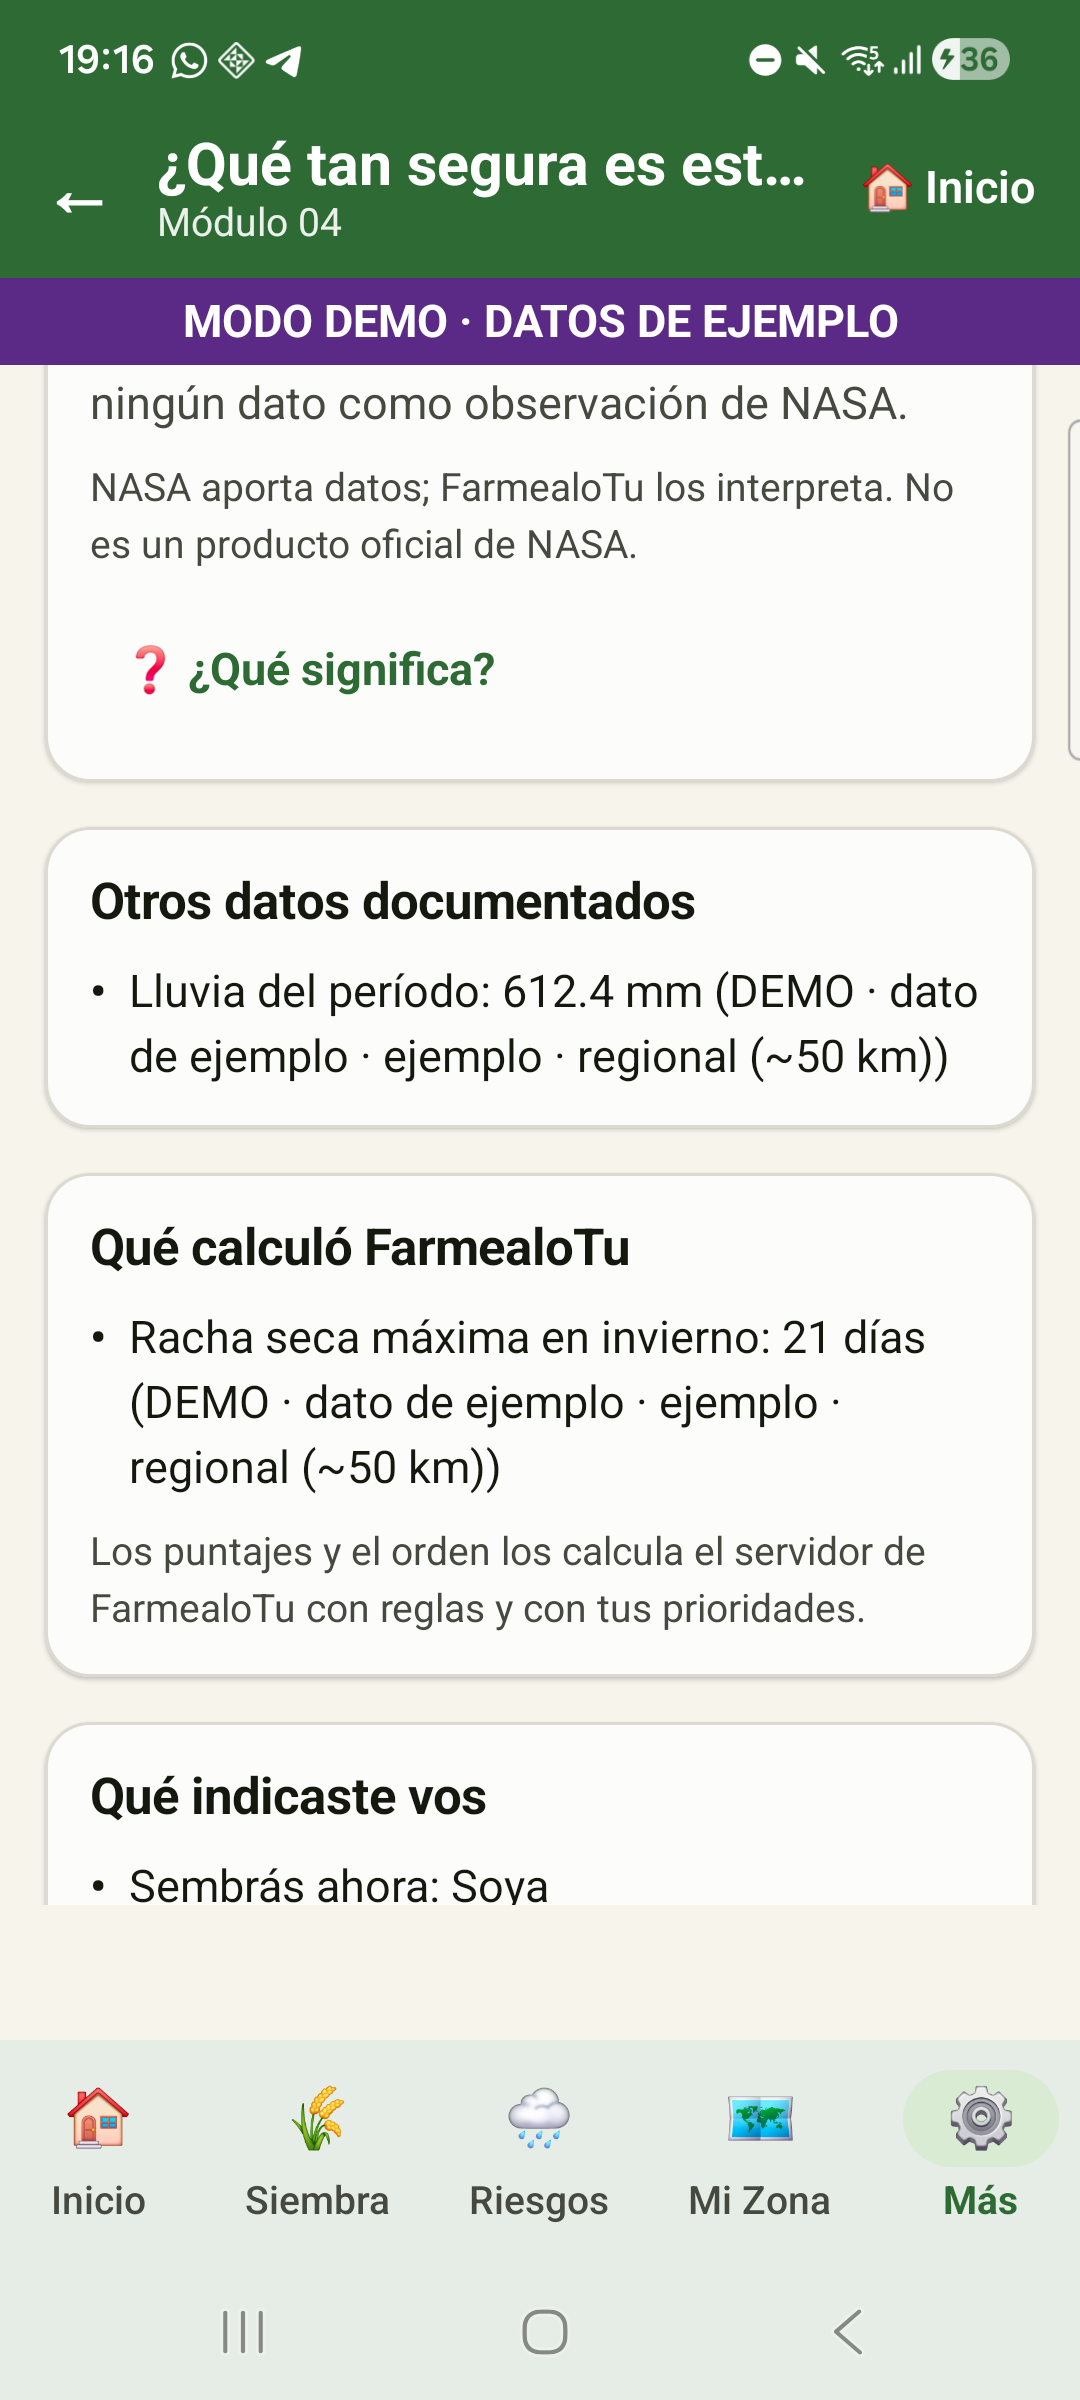 19:16
5
36
¿Qué tan segura es est...
Módulo 04
Inicio
MODO DEMO · DATOS DE EJEMPLO
ningún dato como observación de NASA.
NASA aporta datos; FarmealoTu los interpreta. No
es un producto oficial de NASA.
❓ ¿Qué significa?
Otros datos documentados
• Lluvia del período: 612.4 mm (DEMO · dato
de ejemplo · ejemplo · regional (~50 km))
Qué calculó FarmealoTu
• Racha seca máxima en invierno: 21 días
(DEMO · dato de ejemplo · ejemplo ·
regional (~50 km))
Los puntajes y el orden los calcula el servidor de
FarmealoTu con reglas y con tus prioridades.
Qué indicaste vos
• Sembrás ahora: Soya
Inicio
Siembra
Riesgos
Mi Zona
Más